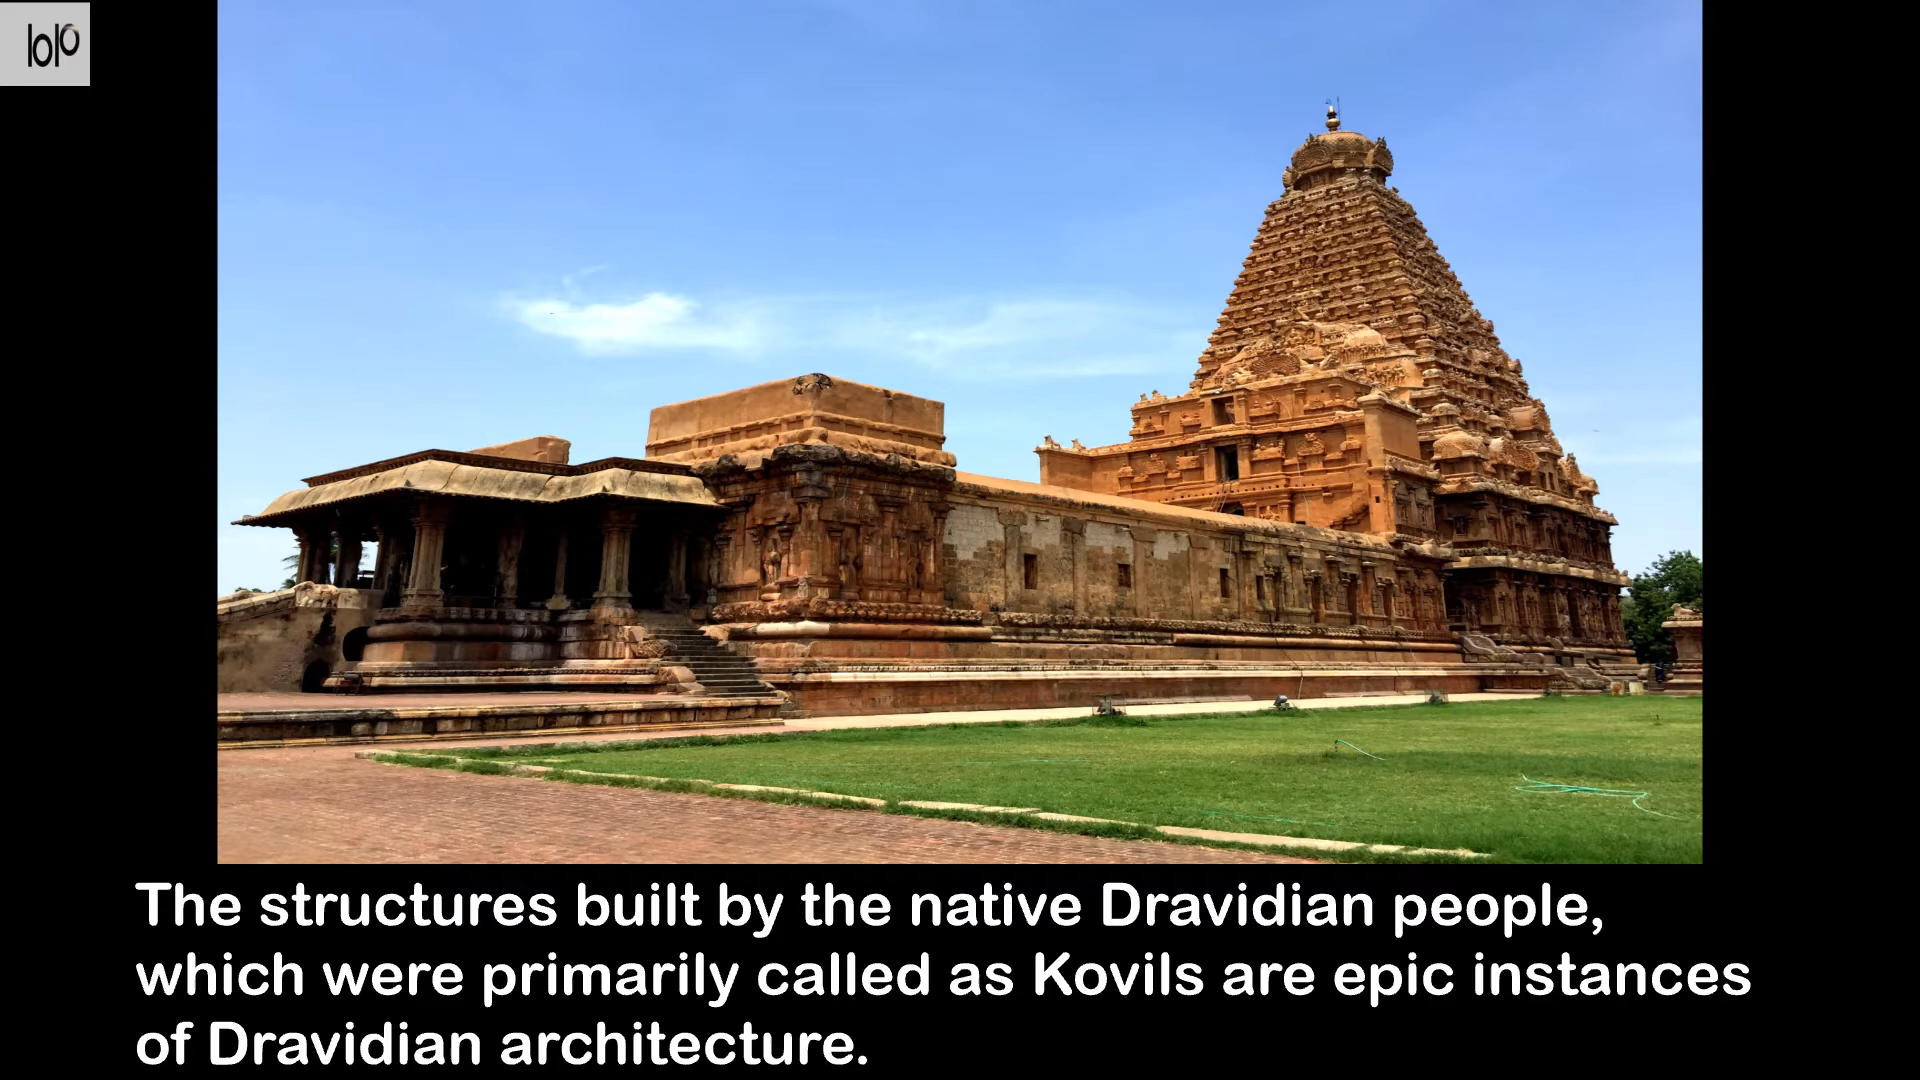 lolo
The structures built by the native Dravidian people,
which were primarily called as Kovils are epic instances
of Dravidian architecture.